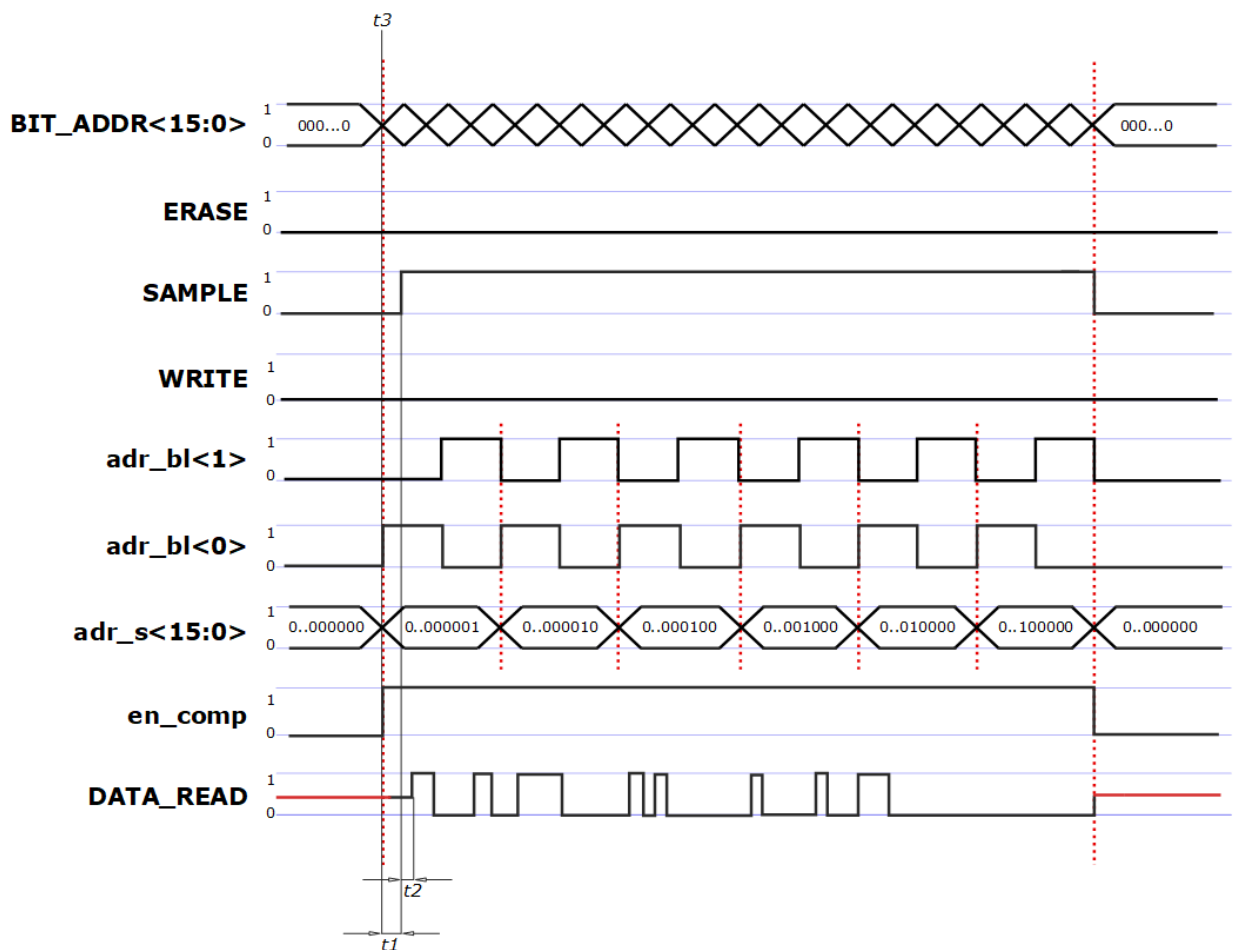 t3
BIT_ADDR<15:0>
1
0
000...0
000...0
ERASE
1
0
SAMPLE
1
0
WRITE
1
0
adr_bl<1>
1
0
adr_bl<0>
1
0
adr_s<15:0>
1
0
0..000000
0..000001
0..000010
0..000100
0..001000
0..010000
0..100000
0..000000
en_comp
1
0
DATA_READ
1
0
t2
t1